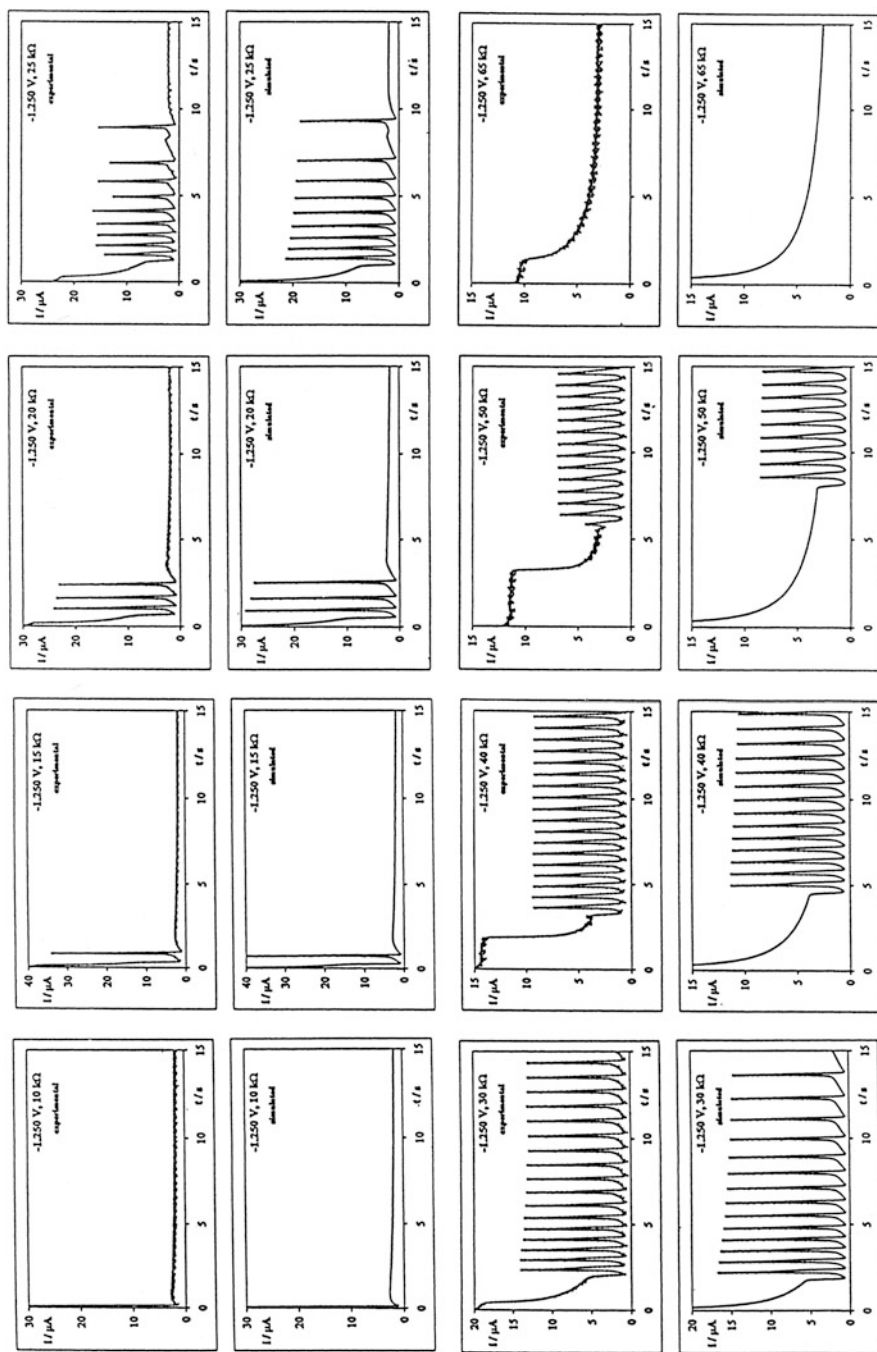 30
I / µA
-1,250 V, 10 kΩ
experimental
20
10
0
0 5 10 t / s 15
40
I / µA
-1,250 V, 15 kΩ
experimental
30
20
10
0
0 5 10 t / s 15
30
I / µA
-1,250 V, 20 kΩ
experimental
20
10
0
0 5 10 t / s 15
30
I / µA
-1,250 V, 25 kΩ
experimental
20
10
0
0 5 10 t / s 15
30
I / µA
-1,250 V, 10 kΩ
simulated
20
10
0
0 5 10 t / s 15
40
I / µA
-1,250 V, 15 kΩ
simulated
30
20
10
0
0 5 10 t / s 15
30
I / µA
-1,250 V, 20 kΩ
simulated
20
10
0
0 5 10 t / s 15
30
I / µA
-1,250 V, 25 kΩ
simulated
20
10
0
0 5 10 t / s 15
20
I / µA
-1,250 V, 30 kΩ
experimental
15
10
5
0
0 5 10 t / s 15
15
I / µA
-1,250 V, 40 kΩ
experimental
10
5
0
0 5 10 t / s 15
15
I / µA
-1,250 V, 50 kΩ
experimental
10
5
0
0 5 10 t / s 15
15
I / µA
-1,250 V, 65 kΩ
experimental
10
5
0
0 5 10 t / s 15
20
I / µA
-1,250 V, 30 kΩ
simulated
15
10
5
0
0 5 10 t / s 15
15
I / µA
-1,250 V, 40 kΩ
simulated
10
5
0
0 5 10 t / s 15
15
I / µA
-1,250 V, 50 kΩ
simulated
10
5
0
0 5 10 t / s 15
15
I / µA
-1,250 V, 65 kΩ
simulated
10
5
0
0 5 10 t / s 15